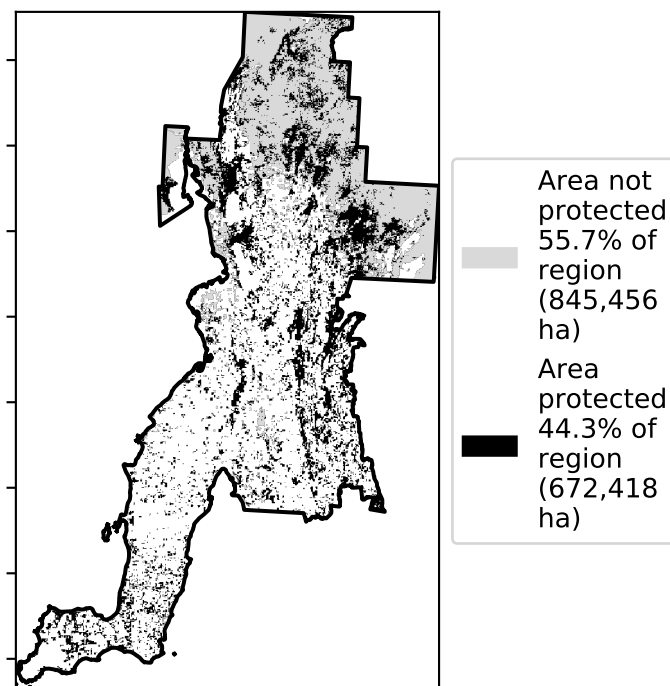 Area not
protected
55.7% of
region
(845,456
ha)
Area
protected
44.3% of
region
(672,418
ha)